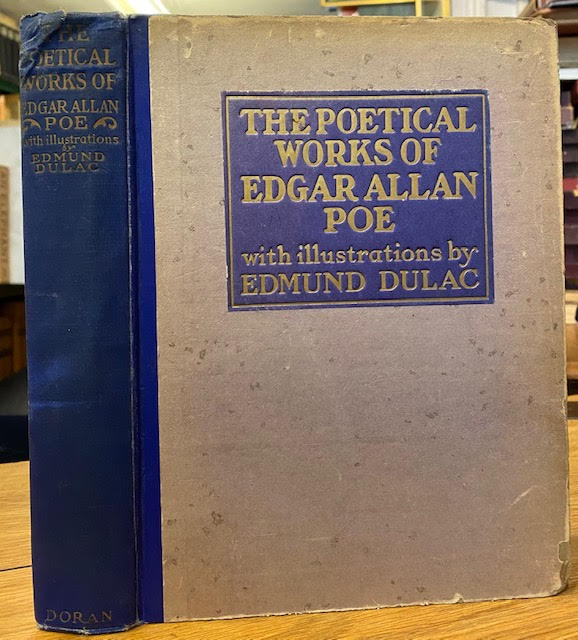 THE
POETICAL
WORKS OF
EDGAR ALLAN
POE
with illustrations
by
EDMUND
DULAC
DORAN
THE POETICAL
WORKS OF
EDGAR ALLAN
POE
with illustrations by
EDMUND DULAC